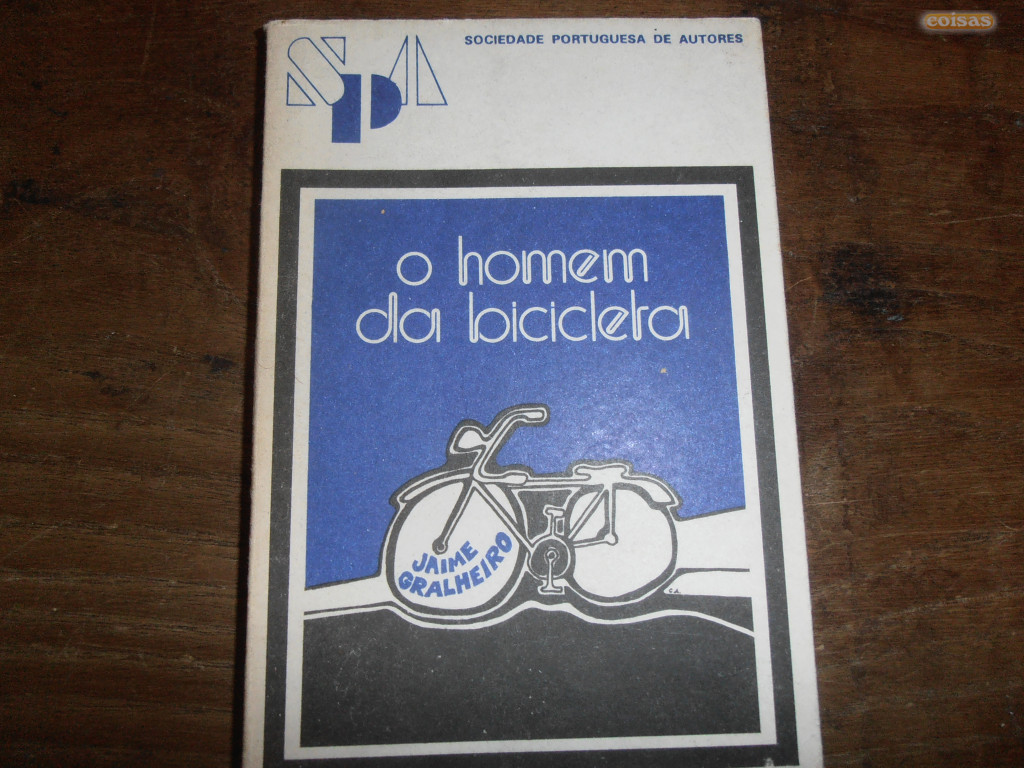 coisas
SPA
SOCIEDADE PORTUGUESA DE AUTORES
o homem
da bicicleta
JAIME
GRALHEIRO